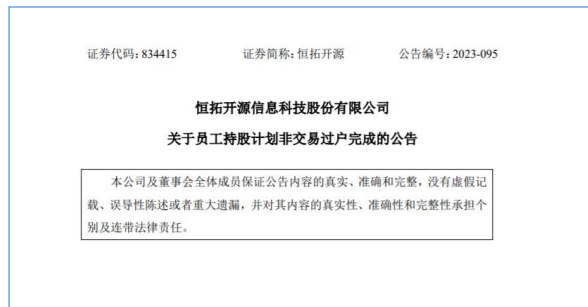 证券代码：834415 证券简称：恒拓开源 公告编号：2023-095
恒拓开源信息科技股份有限公司
关于员工持股计划非交易过户完成的公告
本公司及董事会全体成员保证公告内容的真实、准确和完整，没有虚假记
载、误导性陈述或者重大遗漏，并对其内容的真实性、准确性和完整性承担个
别及连带法律责任。